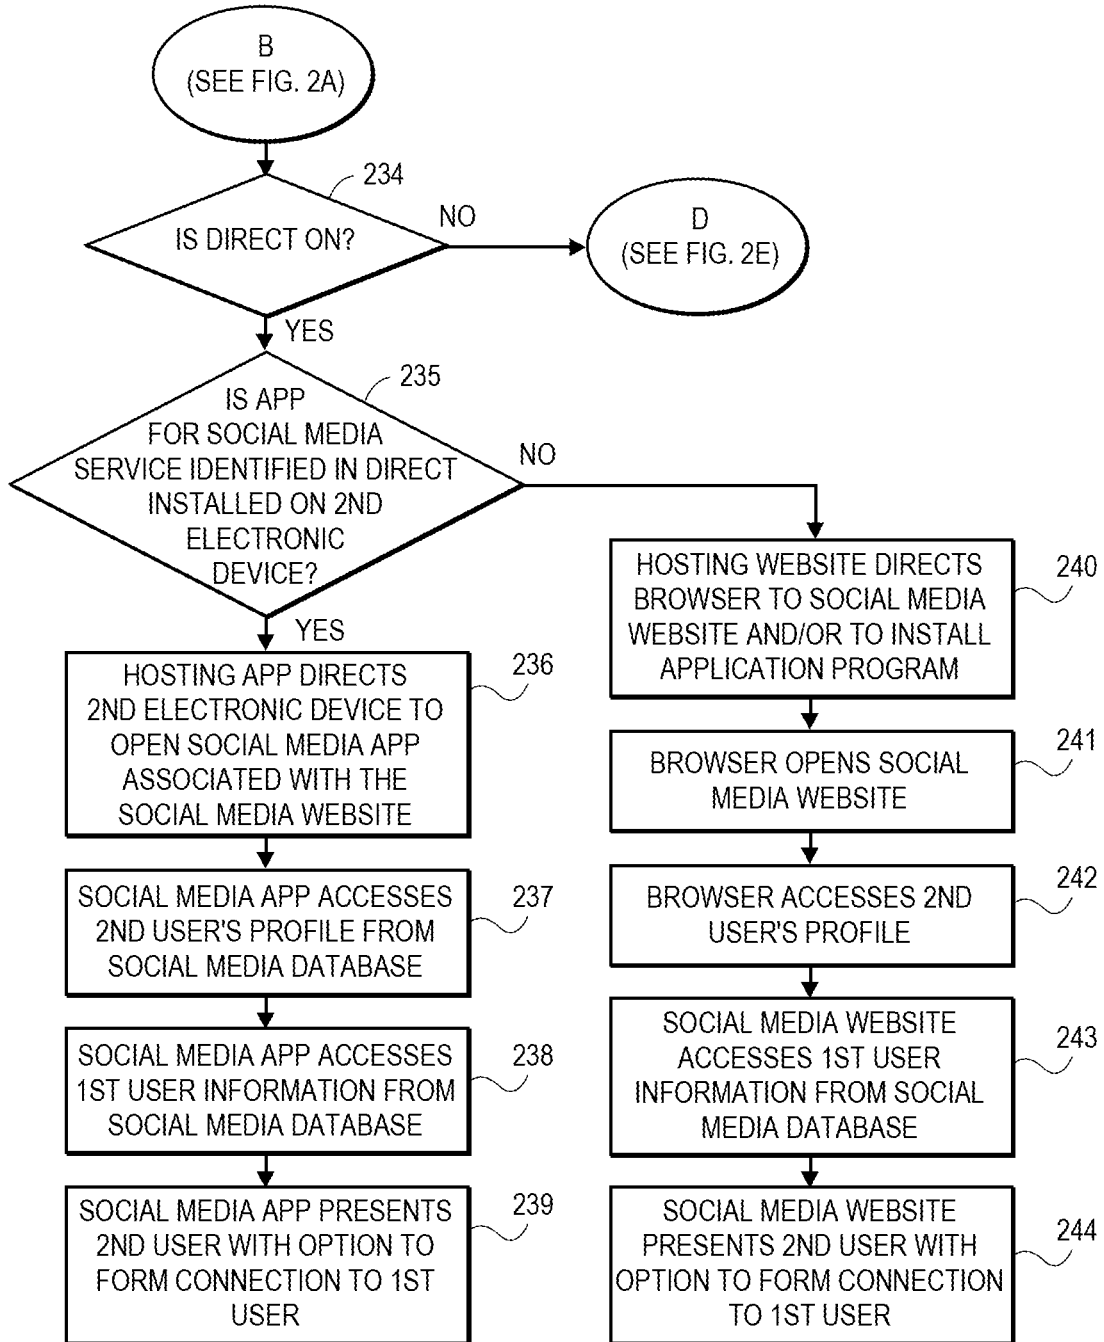 B
(SEE FIG. 2A)
234
IS DIRECT ON?
NO
D
(SEE FIG. 2E)
YES
235
IS APP
FOR SOCIAL MEDIA
SERVICE IDENTIFIED IN DIRECT
INSTALLED ON 2ND
ELECTRONIC
DEVICE?
NO
YES
236
HOSTING APP DIRECTS
2ND ELECTRONIC DEVICE TO
OPEN SOCIAL MEDIA APP
ASSOCIATED WITH THE
SOCIAL MEDIA WEBSITE
237
SOCIAL MEDIA APP ACCESSES
2ND USER'S PROFILE FROM
SOCIAL MEDIA DATABASE
238
SOCIAL MEDIA APP ACCESSES
1ST USER INFORMATION FROM
SOCIAL MEDIA DATABASE
239
SOCIAL MEDIA APP PRESENTS
2ND USER WITH OPTION TO
FORM CONNECTION TO 1ST
USER
240
HOSTING WEBSITE DIRECTS
BROWSER TO SOCIAL MEDIA
WEBSITE AND/OR TO INSTALL
APPLICATION PROGRAM
241
BROWSER OPENS SOCIAL
MEDIA WEBSITE
242
BROWSER ACCESSES 2ND
USER'S PROFILE
243
SOCIAL MEDIA WEBSITE
ACCESSES 1ST USER
INFORMATION FROM SOCIAL
MEDIA DATABASE
244
SOCIAL MEDIA WEBSITE
PRESENTS 2ND USER WITH
OPTION TO FORM CONNECTION
TO 1ST USER